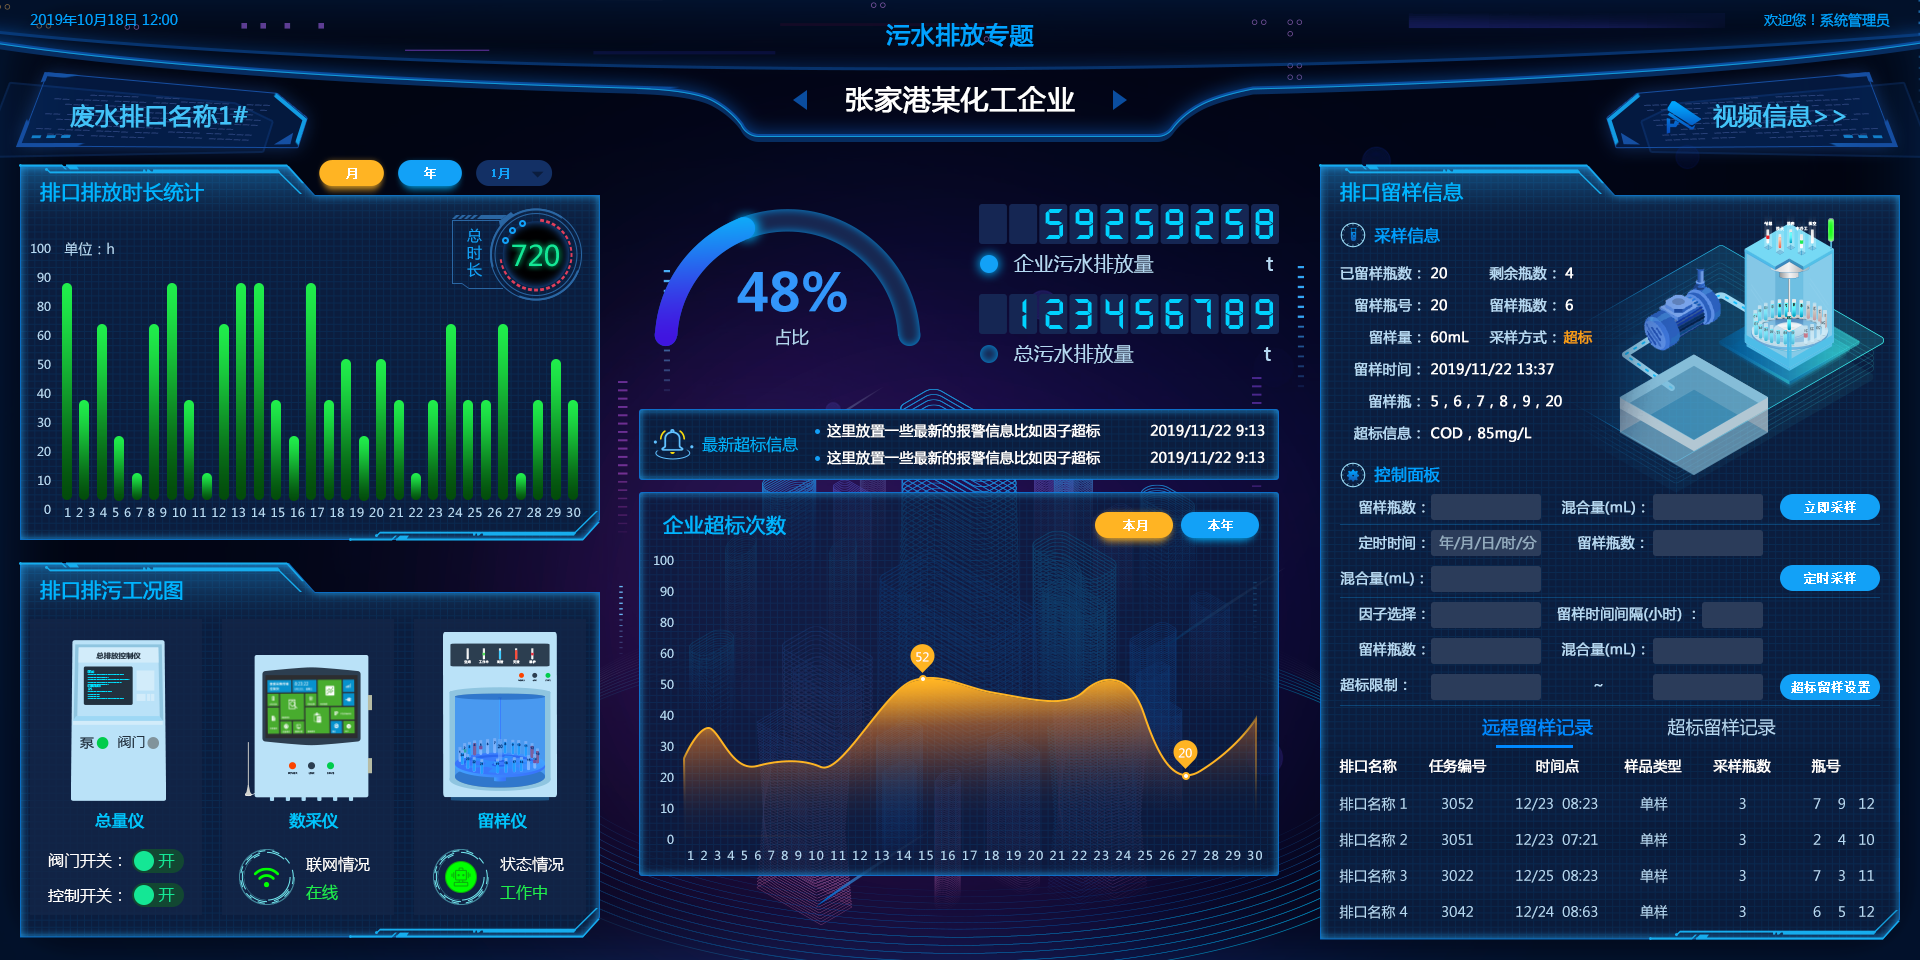 2019年10月18日 12:00
污水排放专题
欢迎您！系统管理员
废水排口名称1#
张家港某化工企业
视频信息>>
排口排放时长统计
月
年
1月
总时长
720
单位：h
100
90
80
70
60
50
40
30
20
10
0
1 2 3 4 5 6 7 8 9 10 11 12 13 14 15 16 17 18 19 20 21 22 23 24 25 26 27 28 29 30
排口排污工况图
总排放控制仪
泵
阀门
总量仪
数采仪
留样仪
阀门开关：
开
控制开关：
开
联网情况
在线
状态情况
工作中
48%
占比
59259258
企业污水排放量
t
123456789
总污水排放量
t
最新超标信息
这里放置一些最新的报警信息比如因子超标 2019/11/22 9:13
这里放置一些最新的报警信息比如因子超标 2019/11/22 9:13
企业超标次数
本月
本年
100
90
80
60
50
40
30
20
10
0
52
20
1 2 3 4 5 6 7 8 9 10 11 12 13 14 15 16 17 18 19 20 21 22 23 24 25 26 27 28 29 30
排口留样信息
采样信息
已留样瓶数：20 剩余瓶数：4
留样瓶号：20 留样瓶数：6
留样量：60mL 采样方式：超标
留样时间：2019/11/22 13:37
留样瓶：5，6，7，8，9，20
超标信息：COD，85mg/L
控制面板
留样瓶数： 混合量(mL)： 立即采样
定时时间： 年/月/日/时/分 留样瓶数：
混合量(mL)： 定时采样
因子选择： 留样时间间隔(小时) ：
留样瓶数： 混合量(mL)：
超标限制： ~ 超标留样设置
远程留样记录 超标留样记录
排口名称 任务编号 时间点 样品类型 采样瓶数 瓶号
排口名称 1 3052 12/23 08:23 单样 3 7 9 12
排口名称 2 3051 12/23 07:21 单样 3 2 4 10
排口名称 3 3022 12/25 08:23 单样 3 7 3 11
排口名称 4 3042 12/24 08:63 单样 3 6 5 12